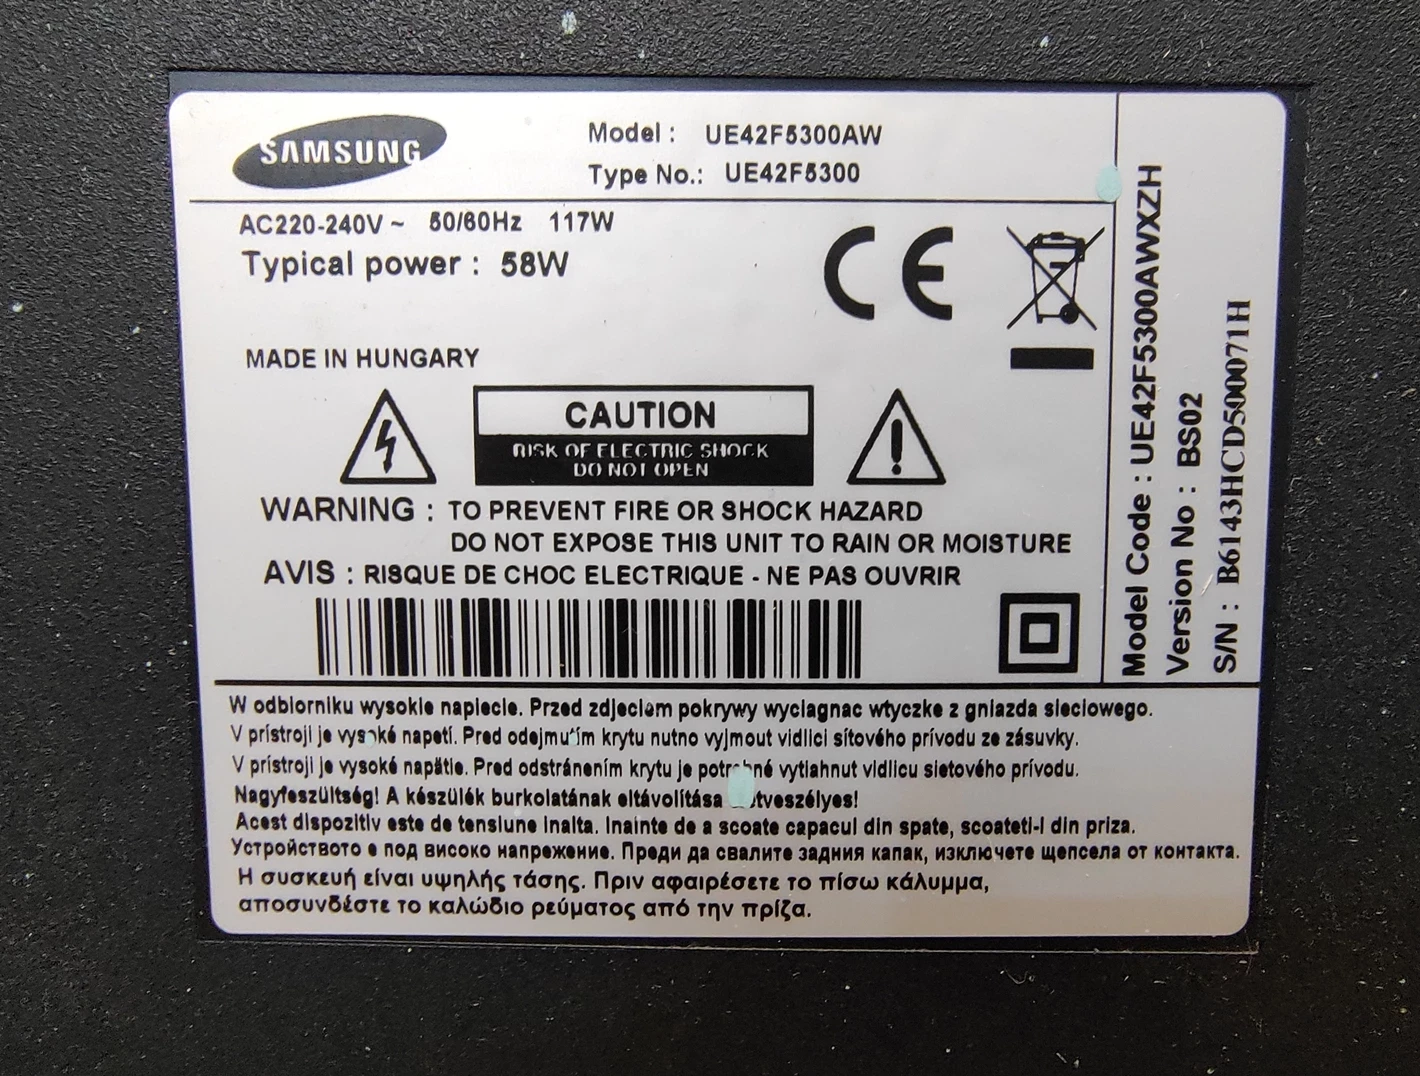 SAMSUNG
Model : UE42F5300AW
Type No.: UE42F5300
AC220-240V ~ 50/60Hz 117W
Typical power : 58W
MADE IN HUNGARY
CAUTION
RISK OF ELECTRIC SHOCK
DO NOT OPEN
WARNING : TO PREVENT FIRE OR SHOCK HAZARD
DO NOT EXPOSE THIS UNIT TO RAIN OR MOISTURE
AVIS : RISQUE DE CHOC ELECTRIQUE - NE PAS OUVRIR
Model Code : UE42F5300AWXZH
Version No : BS02
S/N : B6143HCD500071H
W odbiorniku wysokie napiecie. Przed zdjeciem pokrywy wyciagnac wtyczke z gniazda sieciowego.
V prístroji je vysoké napetí. Pred odejmutím krytu nutno vyjmout vidlici sítového prívodu ze zásuvky.
V prístroji je vysoké napätie. Pred odstránením krytu je potrebné vytiahnut vidlicu sietového prívodu.
Nagyfeszültség! A készülék burkolatának eltávolítása
Acest dispozitiv este de tensiune inalta. Inainte de a scoate capacul din spate, scoateti-l din priza.
Устройството е под високо напрежение. Преди да свалите задния капак, изключете щепсела от контакта.
Η συσκευή είναι υψηλής τάσης. Πριν αφαιρέσετε το πίσω κάλυμμα,
αποσυνδέστε το καλώδιο ρεύματος από την πρίζα.